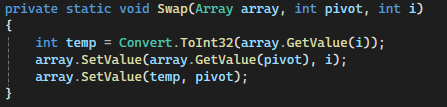 private static void Swap(Array array, int pivot, int i)
{
    int temp = Convert.ToInt32(array.GetValue(i));
    array.SetValue(array.GetValue(pivot), i);
    array.SetValue(temp, pivot);
}